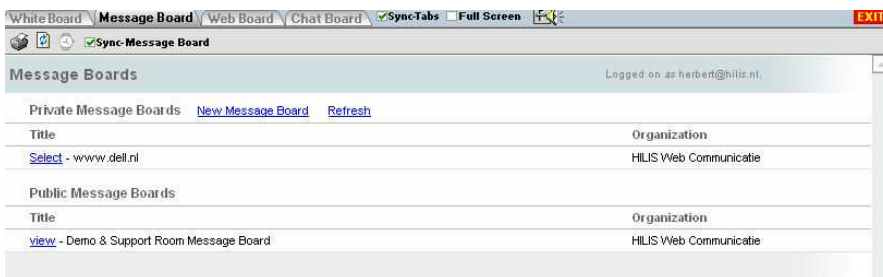 White Board Message Board Web Board Chat Board Sync-Tabs Full Screen EXIT
Sync-Message Board
Message Boards Logged on as herbert@hilis.nl.
Private Message Boards New Message Board Refresh
Title Organization
Select - www.dell.nl HILIS Web Communicatie
Public Message Boards
Title Organization
view - Demo & Support Room Message Board HILIS Web Communicatie